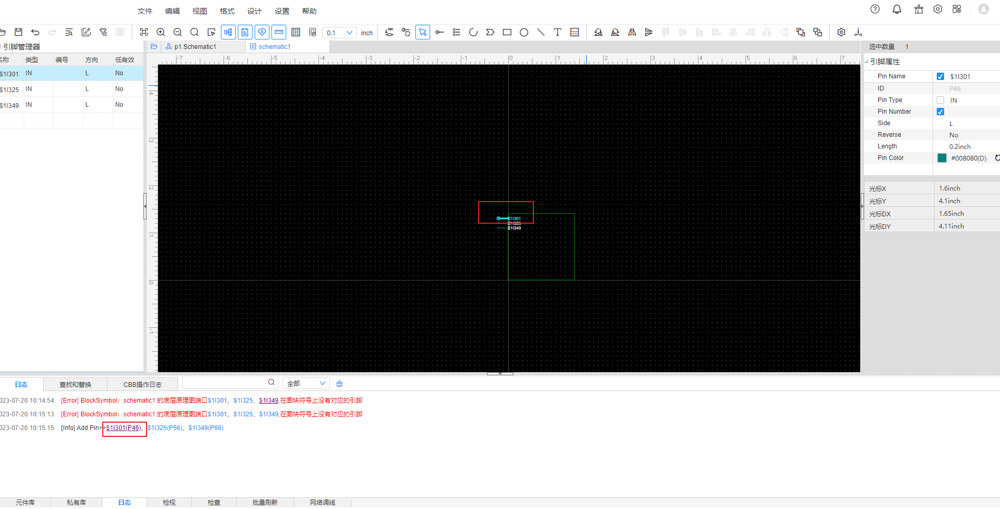 文件 编辑 视图 格式 设计 设置 帮助
0.1 inch
引脚管理器
p1.Schematic1
schematic1
选中数量 1
名称 类型 编号 方向 低有效
$1I301 IN L No
$1I325 IN L No
$1I349 IN L No
-7 -6 -5 -4 -3 -2 -1 0 1 2 3 4 5 6 7
4
3
2
1
0
-1
$1I301
$1I325
$1I349
引脚属性
Pin Name $1I301
ID P46
Pin Type IN
Pin Number
Side L
Reverse No
Length 0.2inch
Pin Color #008080(D)
光标X 1.6inch
光标Y 4.1inch
光标DX 1.65inch
光标DY 4.11inch
日志 查找和替换 CBB操作日志 全部
023-07-20 10:14:54 [Error] BlockSymbol：schematic1 的底层原理图端口$1I301、$1I325、$1I349,在图块符号上没有对应的引脚
023-07-20 10:15:13 [Error] BlockSymbol：schematic1 的底层原理图端口$1I301、$1I325、$1I349,在图块符号上没有对应的引脚
023-07-20 10:15:15 [Info] Add Pin>>$1I301(P46)、$1I325(P56)、$1I349(P66)
元件库 私有库 日志 检视 检查 批量刷新 网络调线